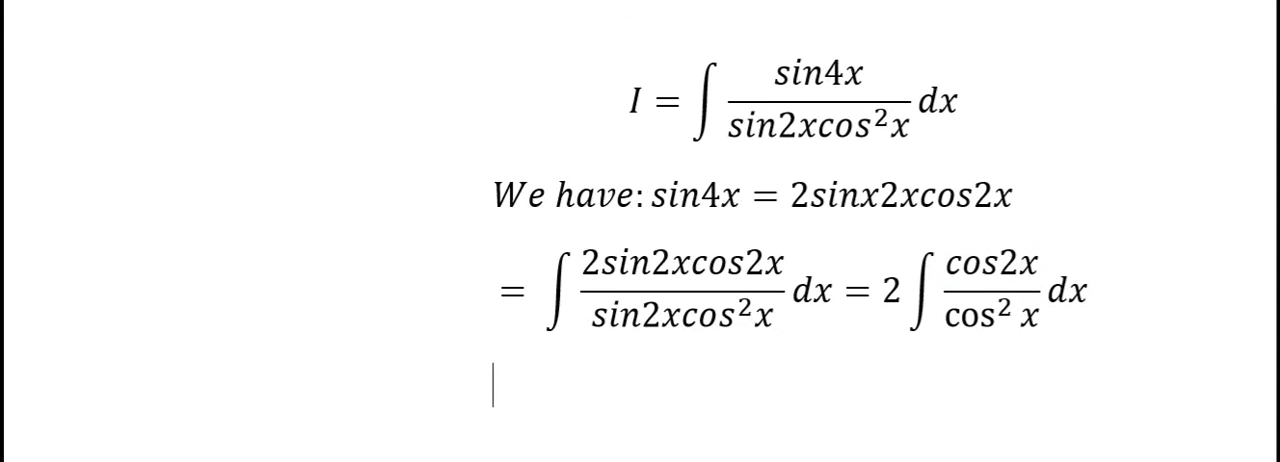 I = ∫ sin4x / sin2xcos²x dx
We have: sin4x = 2sinx2xcos2x
= ∫ 2sin2xcos2x / sin2xcos²x dx = 2 ∫ cos2x / cos² x dx